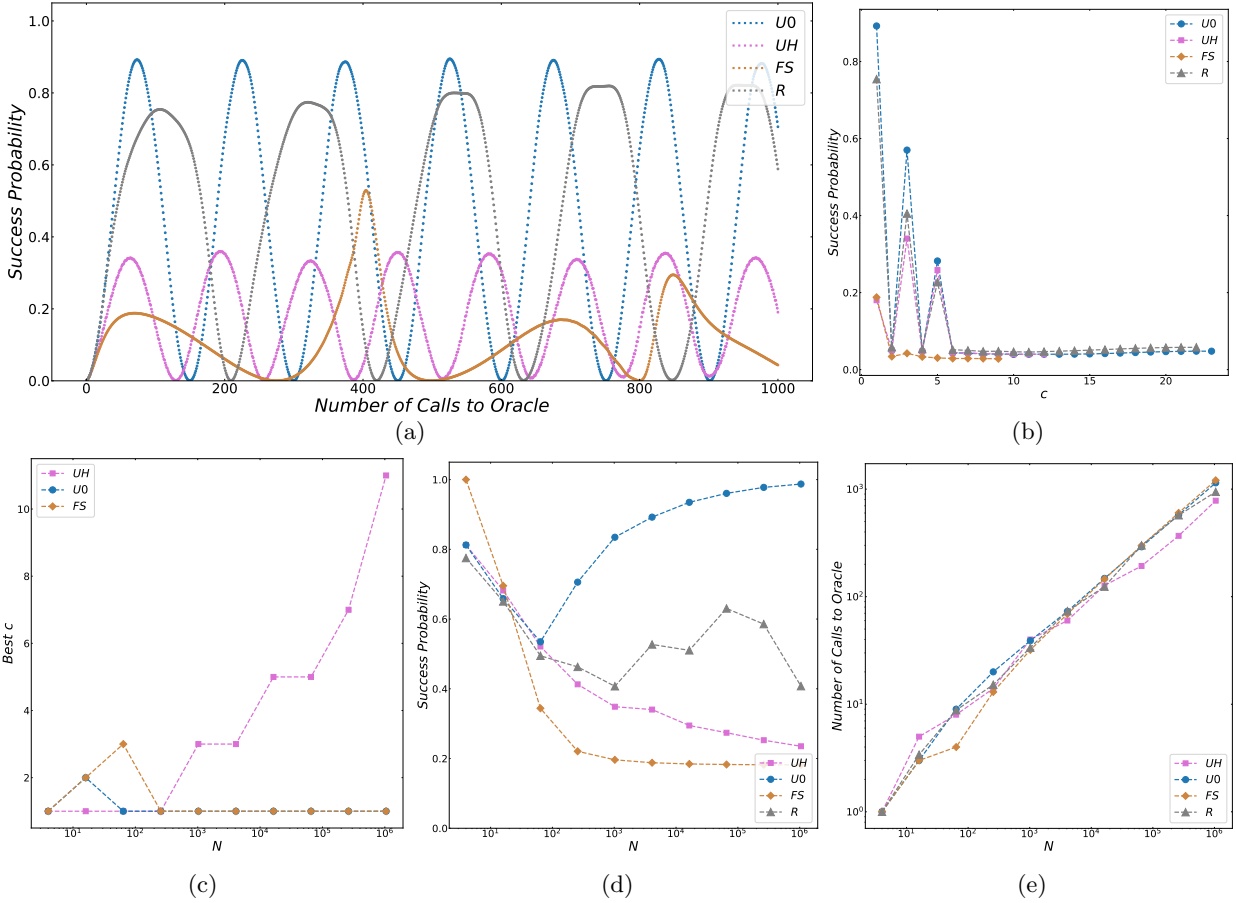 1.0
0.8
0.6
0.4
0.2
0.0
Success Probability
0
200
400
600
800
1000
Number of Calls to Oracle
U0
UH
FS
R
(a)
0.8
0.6
0.4
0.2
0.0
Success Probability
0
5
10
15
20
c
U0
UH
FS
R
(b)
10
8
6
4
2
Best c
10¹
10²
10³
10⁴
10⁵
10⁶
N
UH
U0
FS
(c)
1.0
0.8
0.6
0.4
0.2
0.0
Success Probability
10¹
10²
10³
10⁴
10⁵
10⁶
N
UH
U0
FS
R
(d)
10³
10²
10¹
10⁰
Number of Calls to Oracle
10¹
10²
10³
10⁴
10⁵
10⁶
N
UH
U0
FS
R
(e)